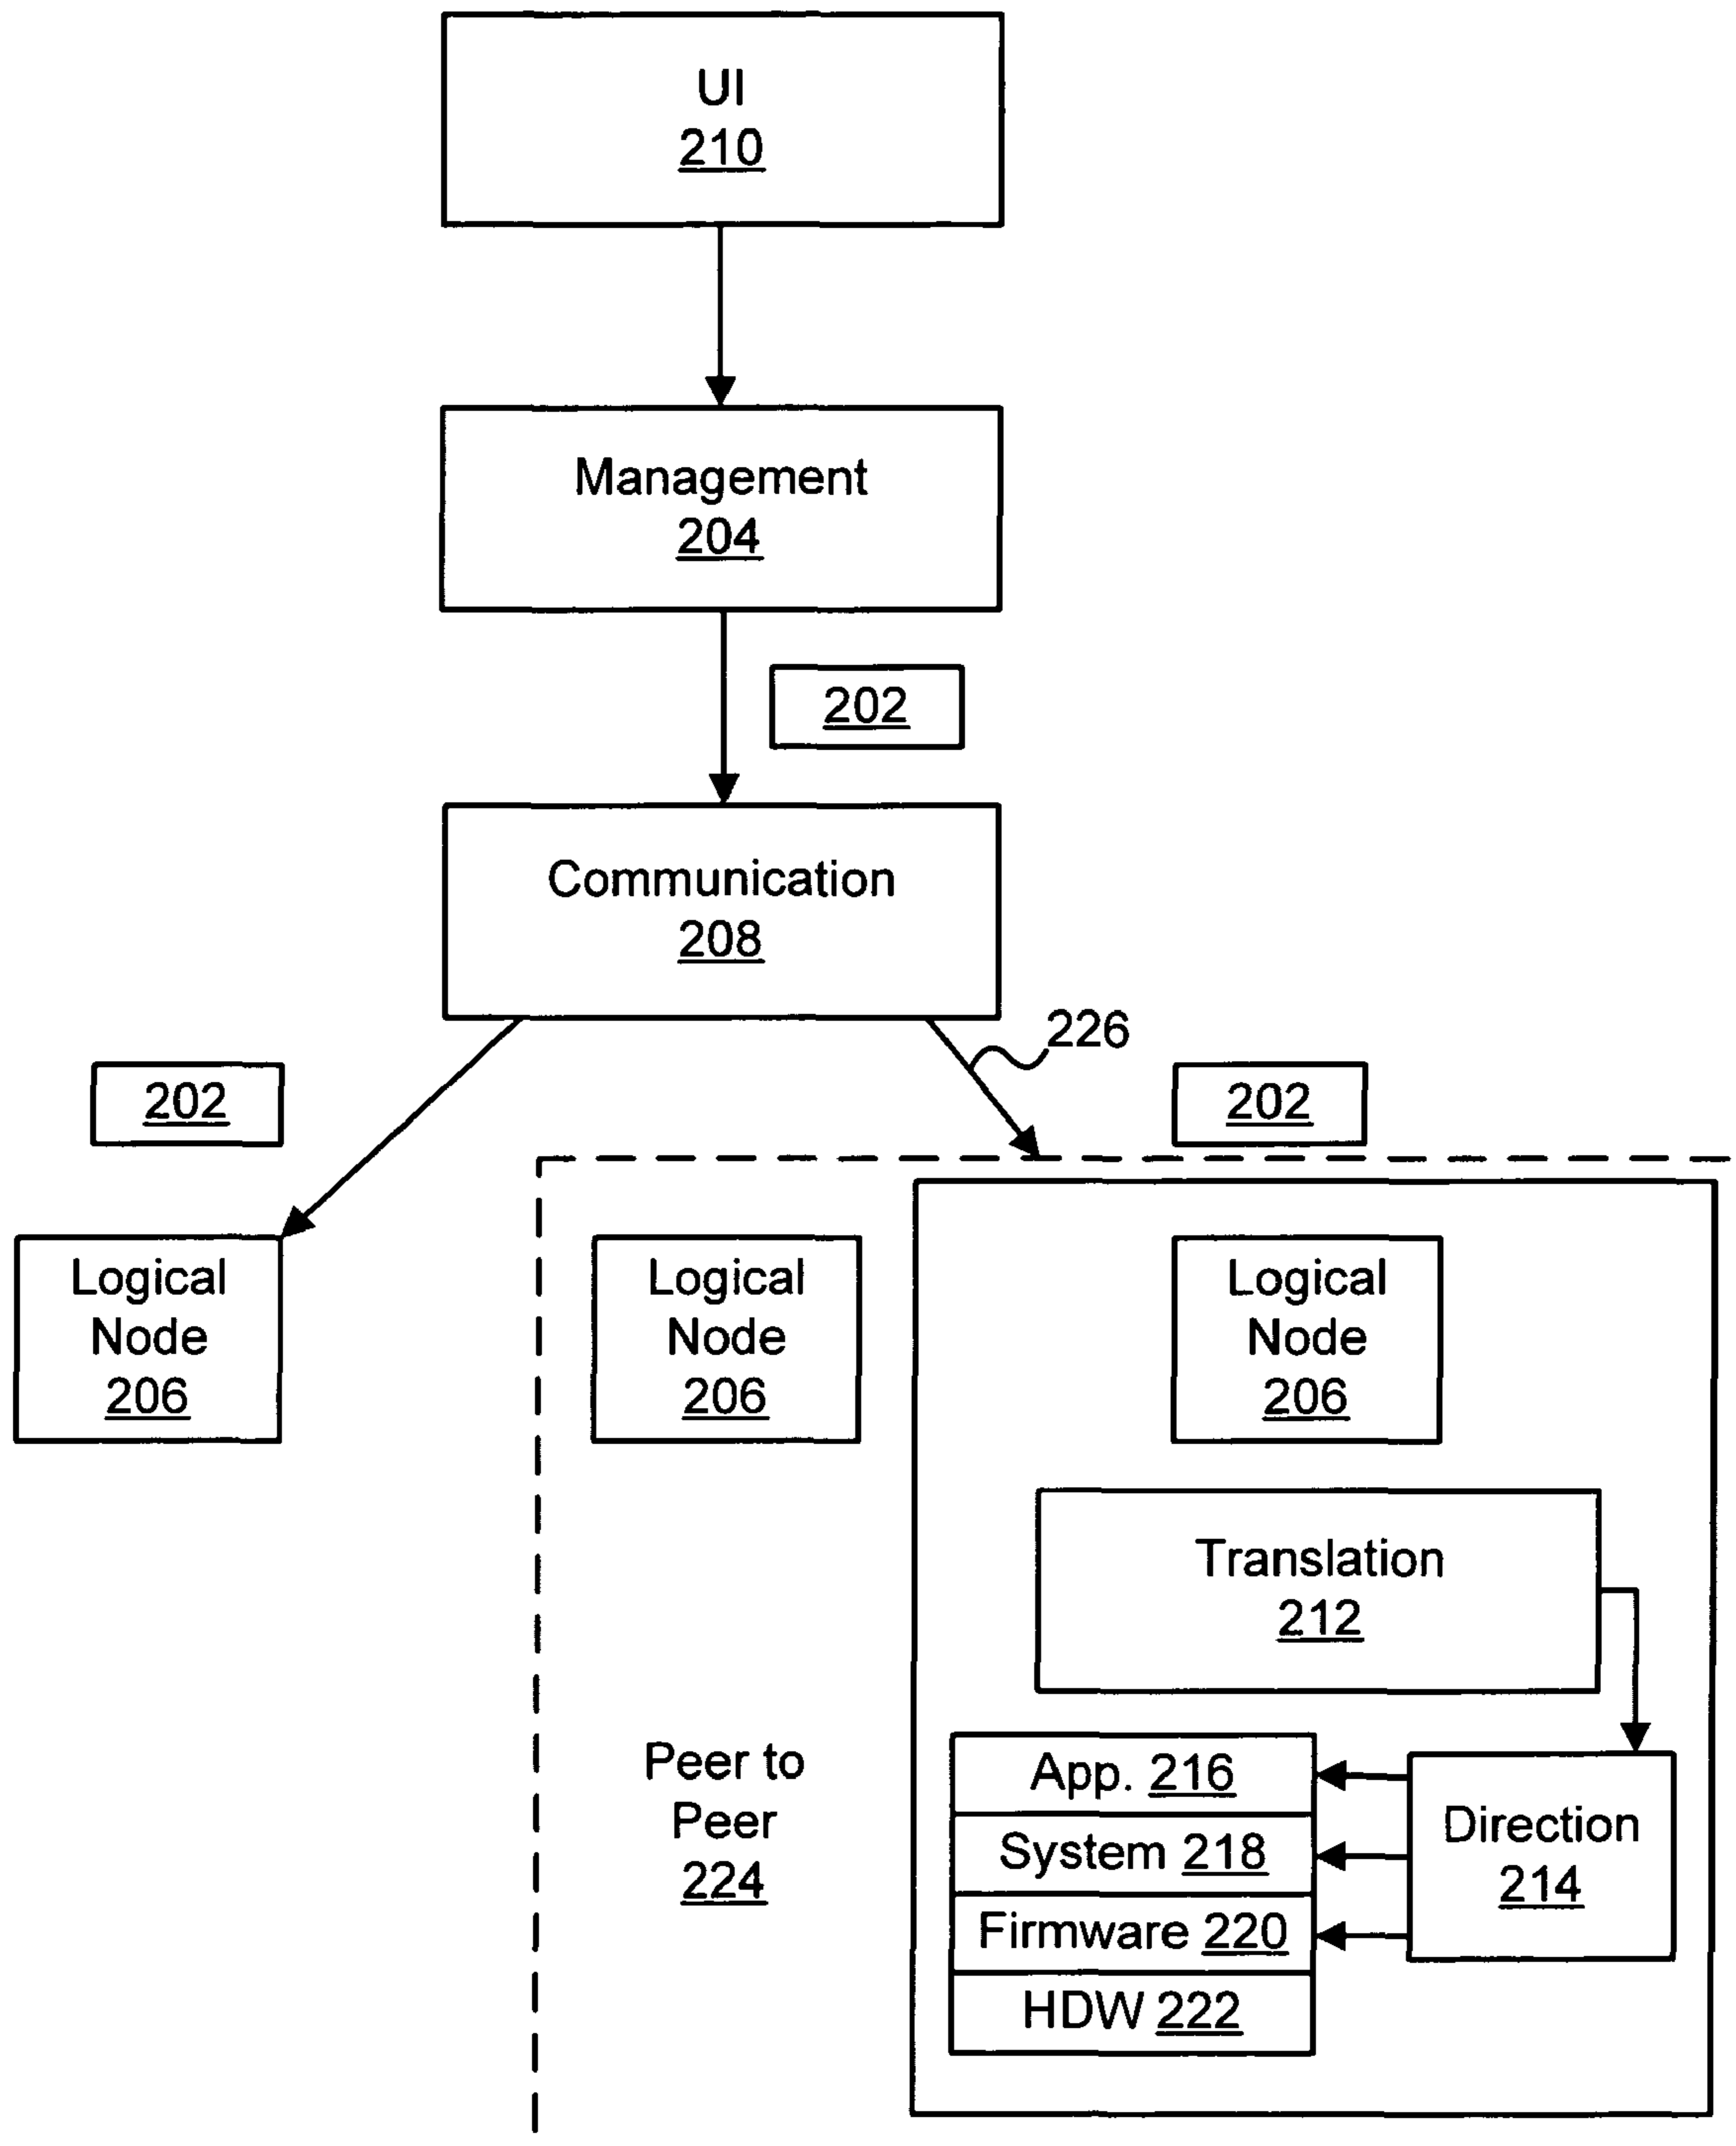 UI
210
Management
204
202
Communication
208
226
202
202
Logical
Node
206
Logical
Node
206
Logical
Node
206
Translation
212
Peer to
Peer
224
App. 216
System 218
Firmware 220
HDW 222
Direction
214